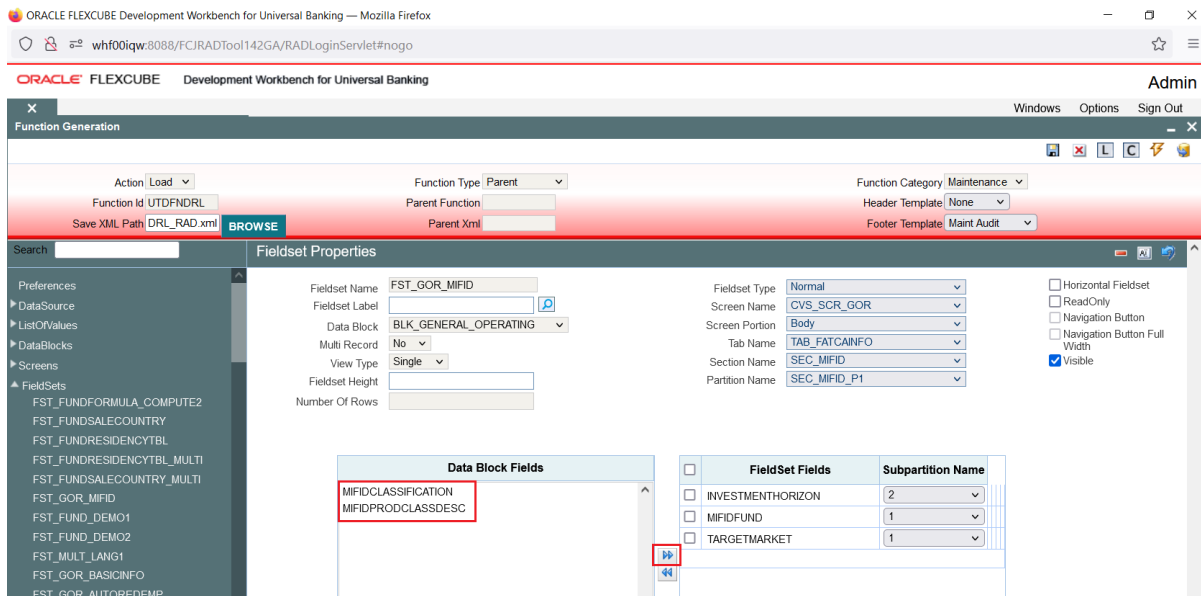 ORACLE FLEXCUBE Development Workbench for Universal Banking — Mozilla Firefox
whf00iqw:8088/FCJRADTool142GA/RADLoginServlet#nogo
ORACLE FLEXCUBE Development Workbench for Universal Banking
Admin
Windows Options Sign Out
Function Generation
L C
Action Load Function Type Parent Function Category Maintenance
Function Id UTDFNDRL Parent Function Header Template None
Save XML Path DRL_RAD.xml BROWSE Parent Xml Footer Template Maint Audit
Search
Fieldset Properties
Preferences
DataSource
ListOfValues
DataBlocks
Screens
FieldSets
FST_FUNDFORMULA_COMPUTE2
FST_FUNDSALECOUNTRY
FST_FUNDRESIDENCYTBL
FST_FUNDRESIDENCYTBL_MULTI
FST_FUNDSALECOUNTRY_MULTI
FST_GOR_MIFID
FST_FUND_DEMO1
FST_FUND_DEMO2
FST_MULT_LANG1
FST_GOR_BASICINFO
FST_GOR_AUTOREDEMP
Fieldset Name FST_GOR_MIFID
Fieldset Label
Data Block BLK_GENERAL_OPERATING
Multi Record No
View Type Single
Fieldset Height
Number Of Rows
Fieldset Type Normal
Screen Name CVS_SCR_GOR
Screen Portion Body
Tab Name TAB_FATCAINFO
Section Name SEC_MIFID
Partition Name SEC_MIFID_P1
Horizontal Fieldset
ReadOnly
Navigation Button
Navigation Button Full
Width
Visible
Data Block Fields
MIFIDCLASSIFICATION
MIFIDPRODCLASSDESC
FieldSet Fields Subpartition Name
INVESTMENTHORIZON 2
MIFIDFUND 1
TARGETMARKET 1